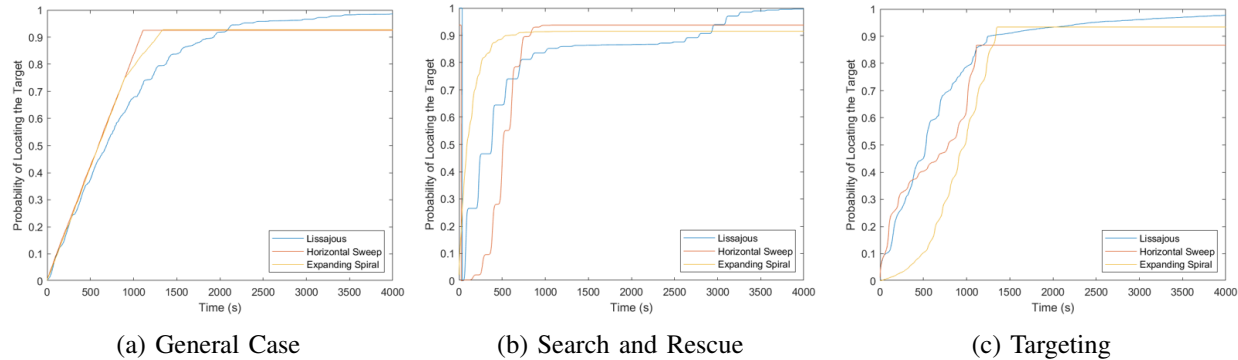 1
0.9
0.8
0.7
0.6
0.5
0.4
0.3
0.2
0.1
0
Probability of Locating the Target
0 500 1000 1500 2000 2500 3000 3500 4000
Time (s)
Lissajous
Horizontal Sweep
Expanding Spiral
(a) General Case
1
0.9
0.8
0.7
0.6
0.5
0.4
0.3
0.2
0.1
0
Probability of Locating the Target
0 500 1000 1500 2000 2500 3000 3500 4000
Time (s)
Lissajous
Horizontal Sweep
Expanding Spiral
(b) Search and Rescue
1
0.9
0.8
0.7
0.6
0.5
0.4
0.3
0.2
0.1
0
Probability of Locating the Target
0 500 1000 1500 2000 2500 3000 3500 4000
Time (s)
Lissajous
Horizontal Sweep
Expanding Spiral
(c) Targeting